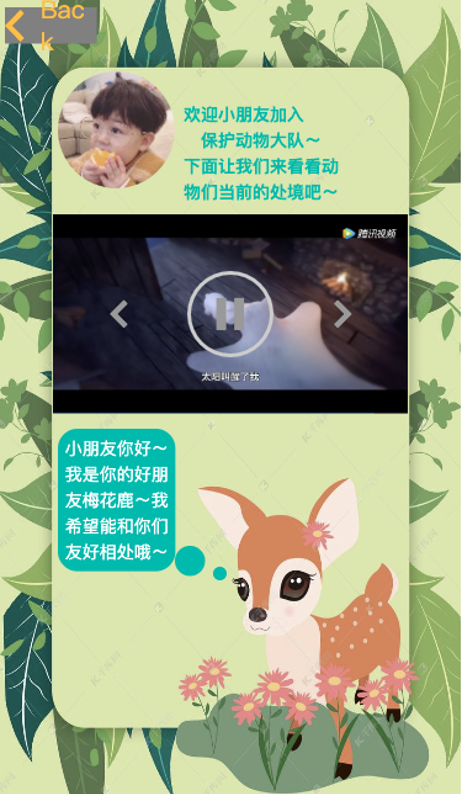 Bac
k
欢迎小朋友加入
保护动物大队～
下面让我们来看看动
物们当前的处境吧～
腾讯视频
太阳叫醒了我
小朋友你好～
我是你的好朋
友梅花鹿～我
希望能和你们
友好相处哦～